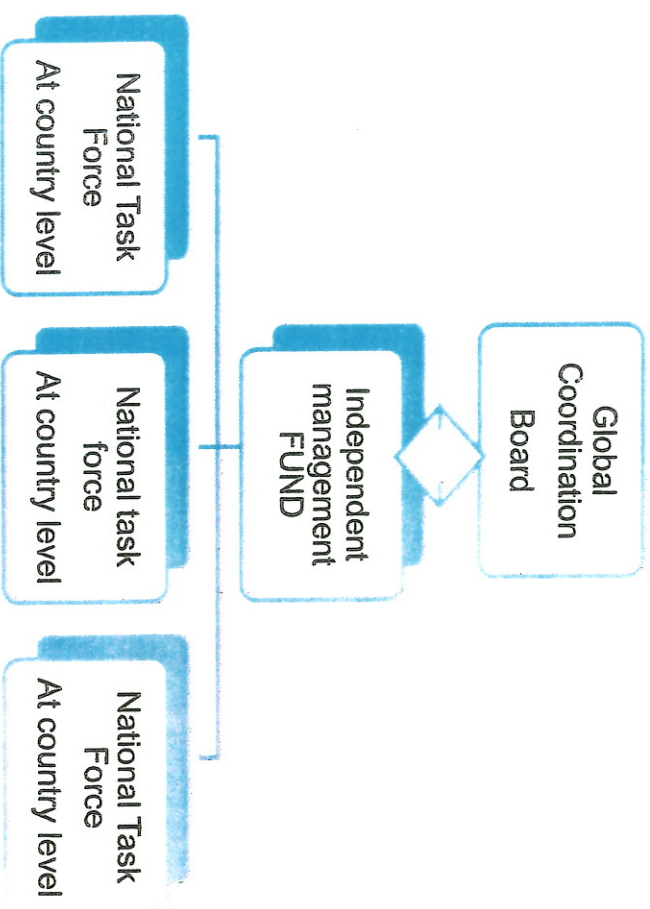 Global
Coordination
Board
Independent
management
FUND
National Task
Force
At country level
National task
force
At country level
National Task
Force
At country level